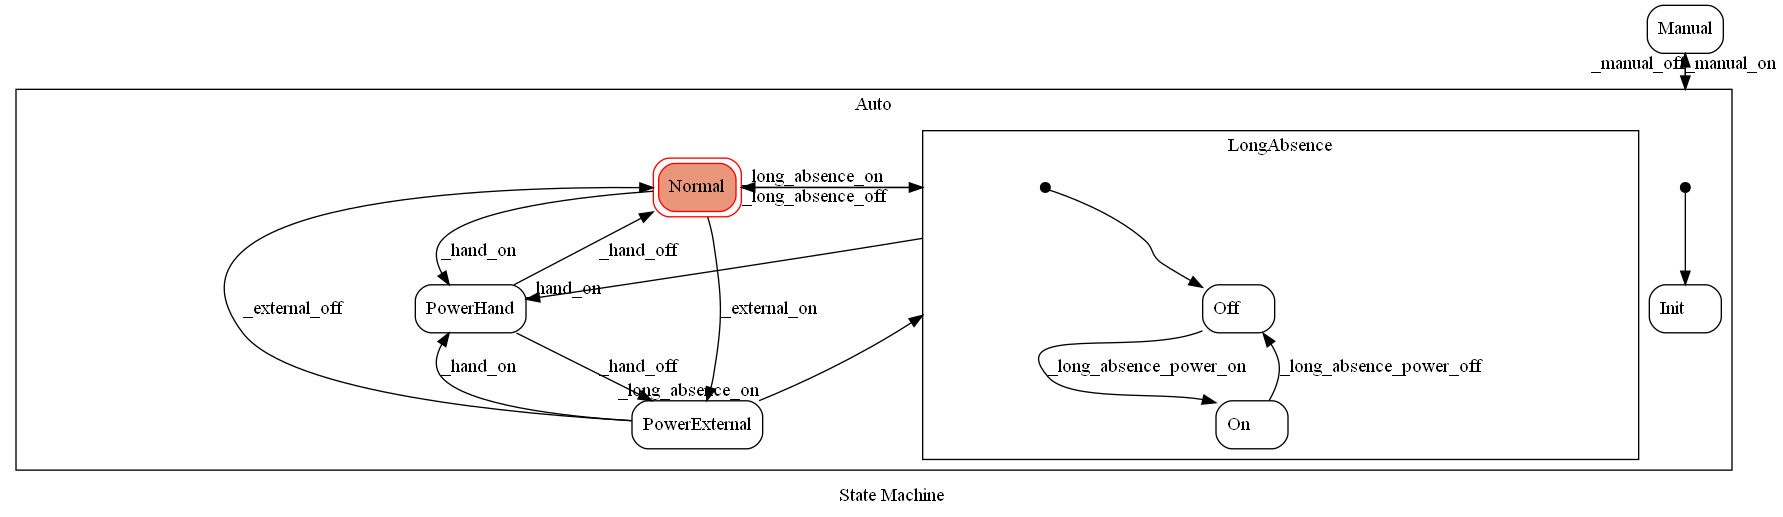 Manual
_manual_off
_manual_on
Auto
LongAbsence
Normal
_long_absence_on
_long_absence_off
_hand_on
_hand_off
_hand_on
PowerHand
_external_off
_external_on
Off
Init
_hand_on
_hand_off
_long_absence_on
_long_absence_power_on
_long_absence_power_off
PowerExternal
On
State Machine